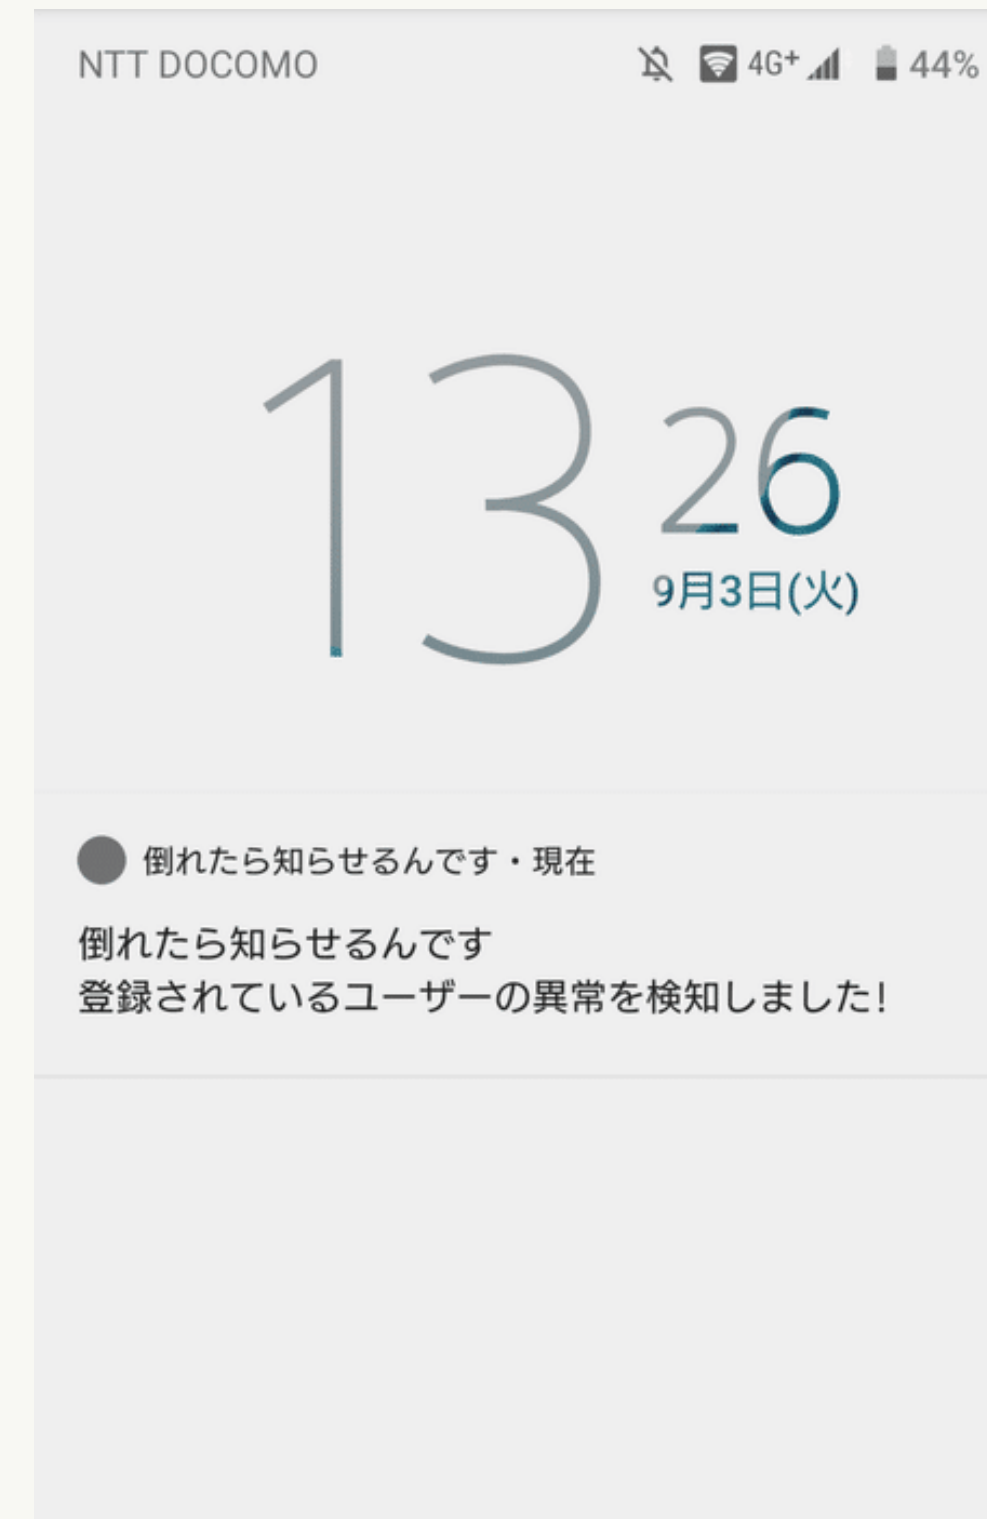 NTT DOCOMO 4G+ 44%
13 26
9月3日(火)
倒れたら知らせるんです・現在
倒れたら知らせるんです
登録されているユーザーの異常を検知しました!